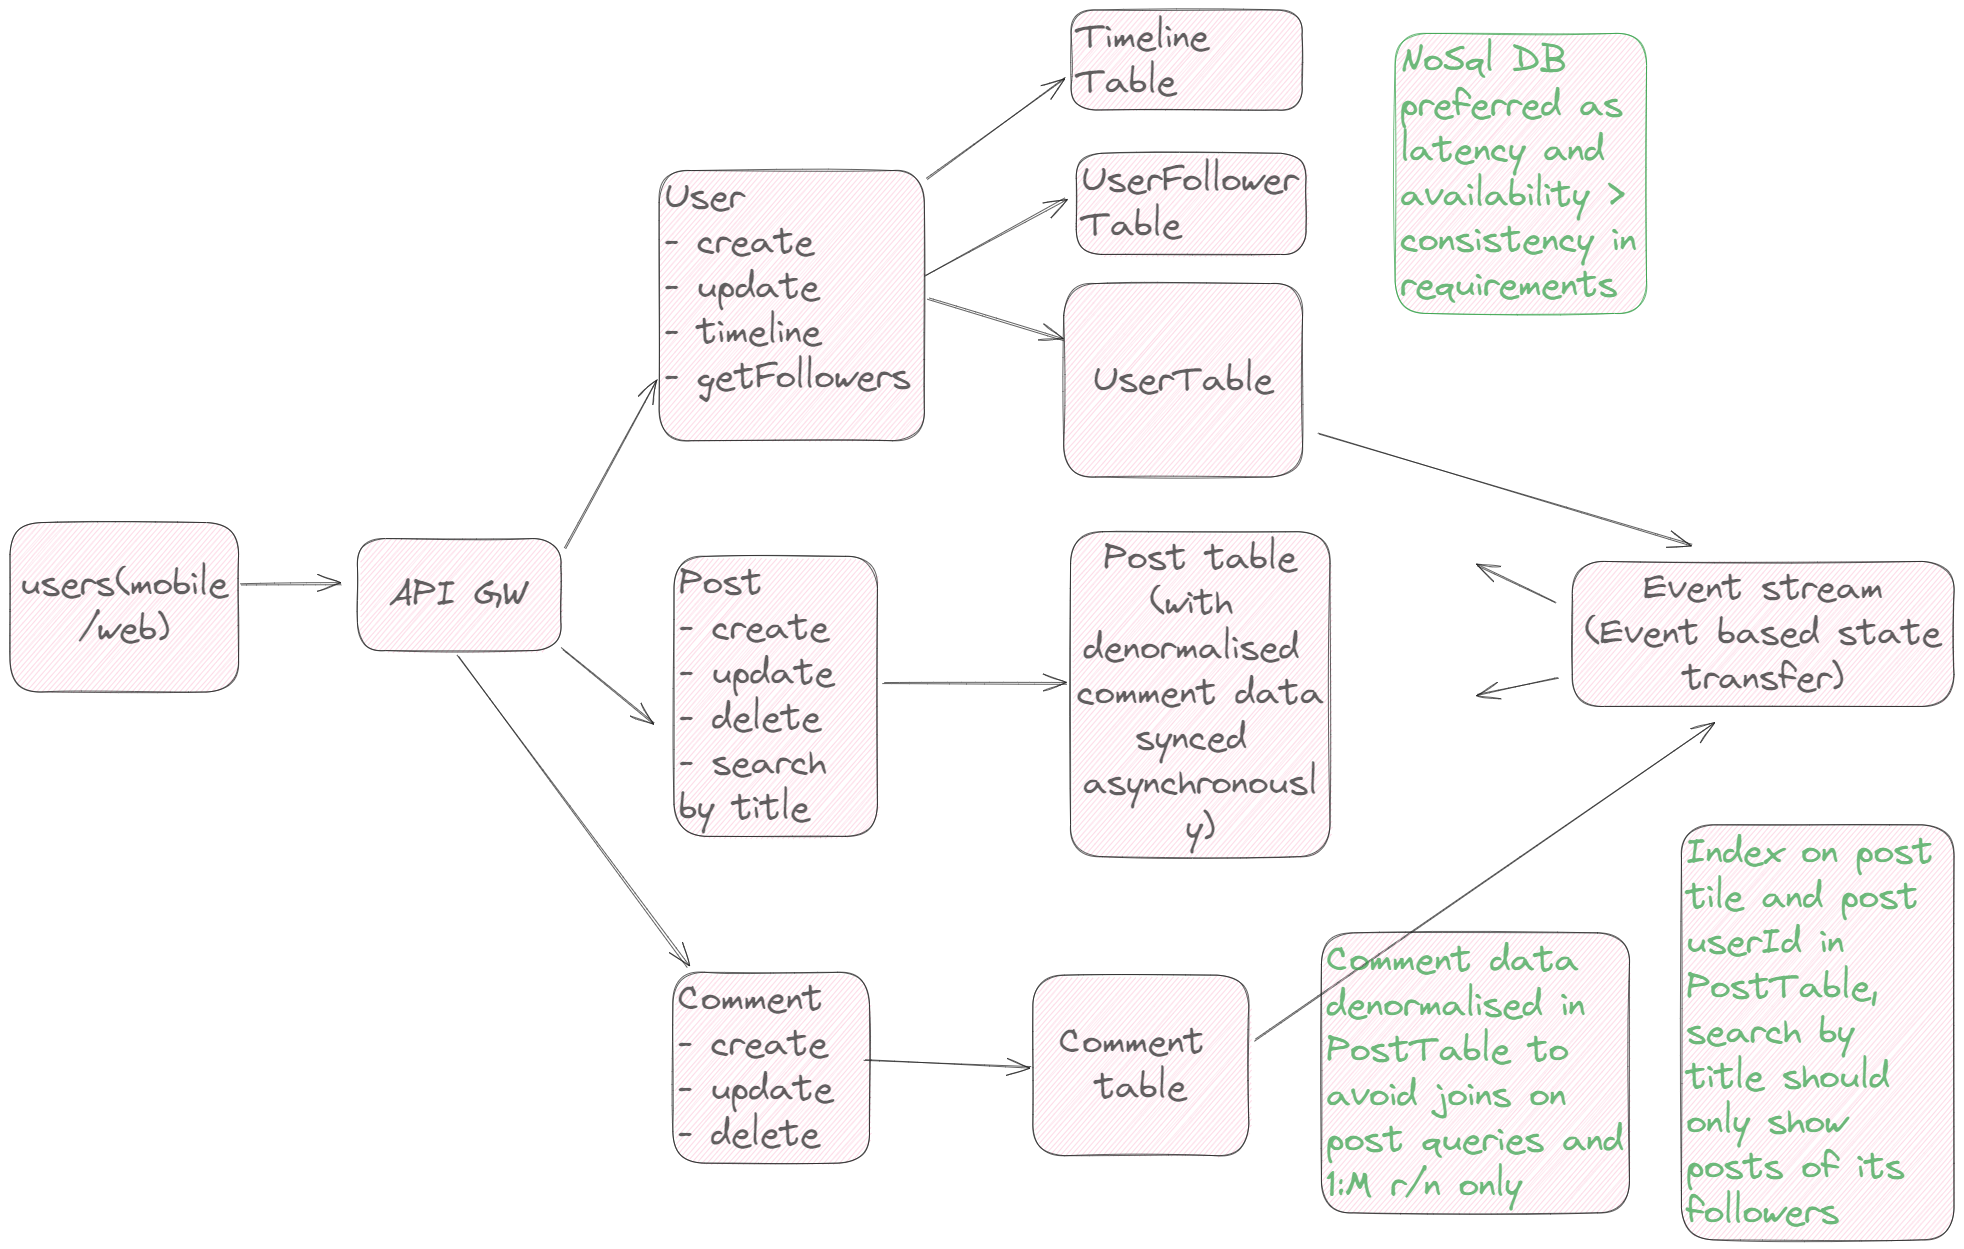 Timeline
Table
NoSql DB
preferred as
latency and
availability >
consistency in
requirements
UserFollower
Table
User
- create
- update
- timeline
- getFollowers
UserTable
users(mobile
/web)
API GW
Post
- create
- update
- delete
- search
by title
Post table
(with
denormalised
comment data
synced
asynchronousl
y)
Event stream
(Event based state
transfer)
Comment
- create
- update
- delete
Comment
table
Comment data
denormalised in
PostTable to
avoid joins on
post queries and
1:M r/n only
Index on post
tile and post
userId in
PostTable,
search by
title should
only show
posts of its
followers